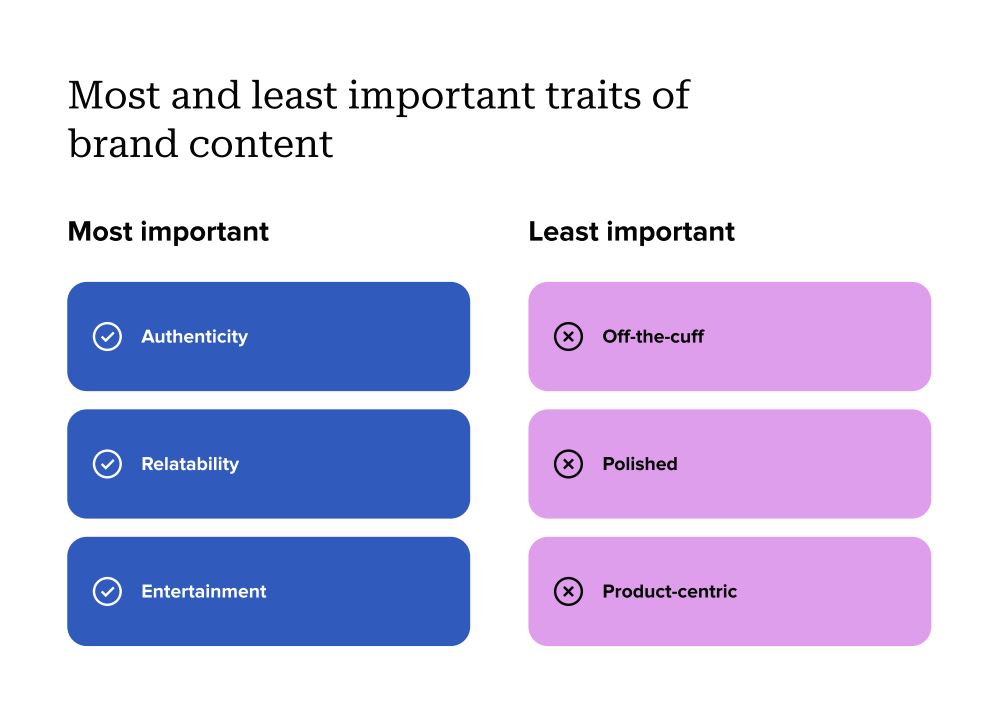 Most and least important traits of
brand content
Most important
Authenticity
Relatability
Entertainment
Least important
Off-the-cuff
Polished
Product-centric